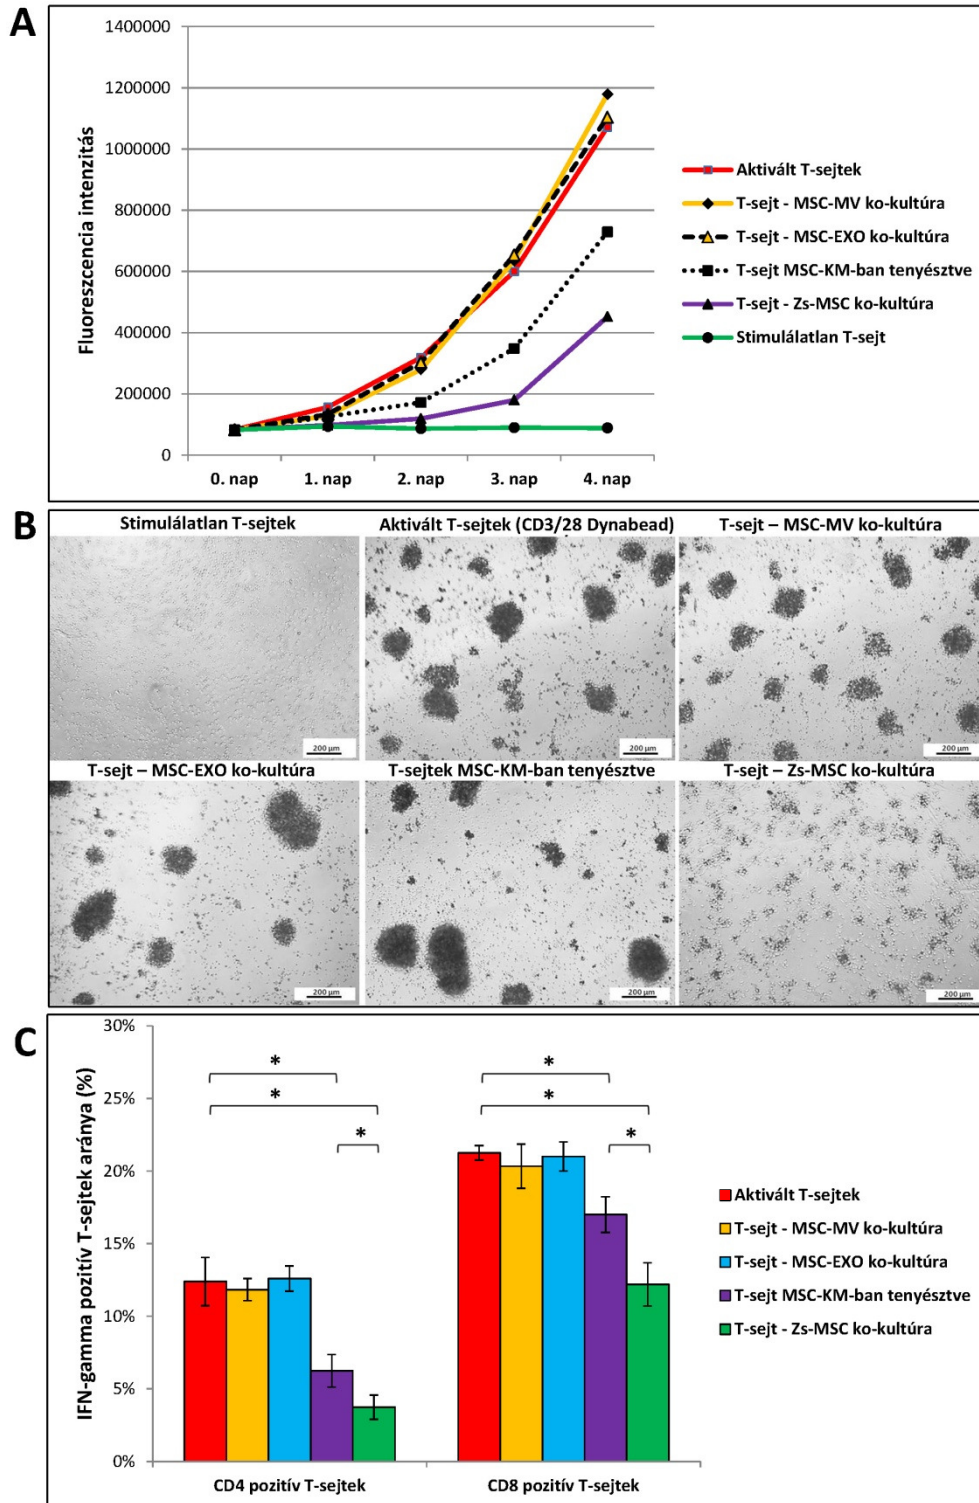 A
1400000
1200000
1000000
800000
600000
400000
200000
0
Fluoreszcencia intenzitás
0. nap 1. nap 2. nap 3. nap 4. nap
Aktivált T-sejtek
T-sejt - MSC-MV ko-kultúra
T-sejt - MSC-EXO ko-kultúra
T-sejt MSC-KM-ban tenyésztve
T-sejt - Zs-MSC ko-kultúra
Stimulálatlan T-sejt
B
Stimulálatlan T-sejtek
Aktivált T-sejtek (CD3/28 Dynabead)
T-sejt – MSC-MV ko-kultúra
200 µm
200 µm
200 µm
T-sejt – MSC-EXO ko-kultúra
T-sejtek MSC-KM-ban tenyésztve
T-sejt – Zs-MSC ko-kultúra
200 µm
200 µm
200 µm
C
30%
25%
20%
15%
10%
5%
0%
IFN-gamma pozitív T-sejtek aránya (%)
* * *
* * *
CD4 pozitív T-sejtek CD8 pozitív T-sejtek
Aktivált T-sejtek
T-sejt - MSC-MV ko-kultúra
T-sejt - MSC-EXO ko-kultúra
T-sejt MSC-KM-ban tenyésztve
T-sejt - Zs-MSC ko-kultúra